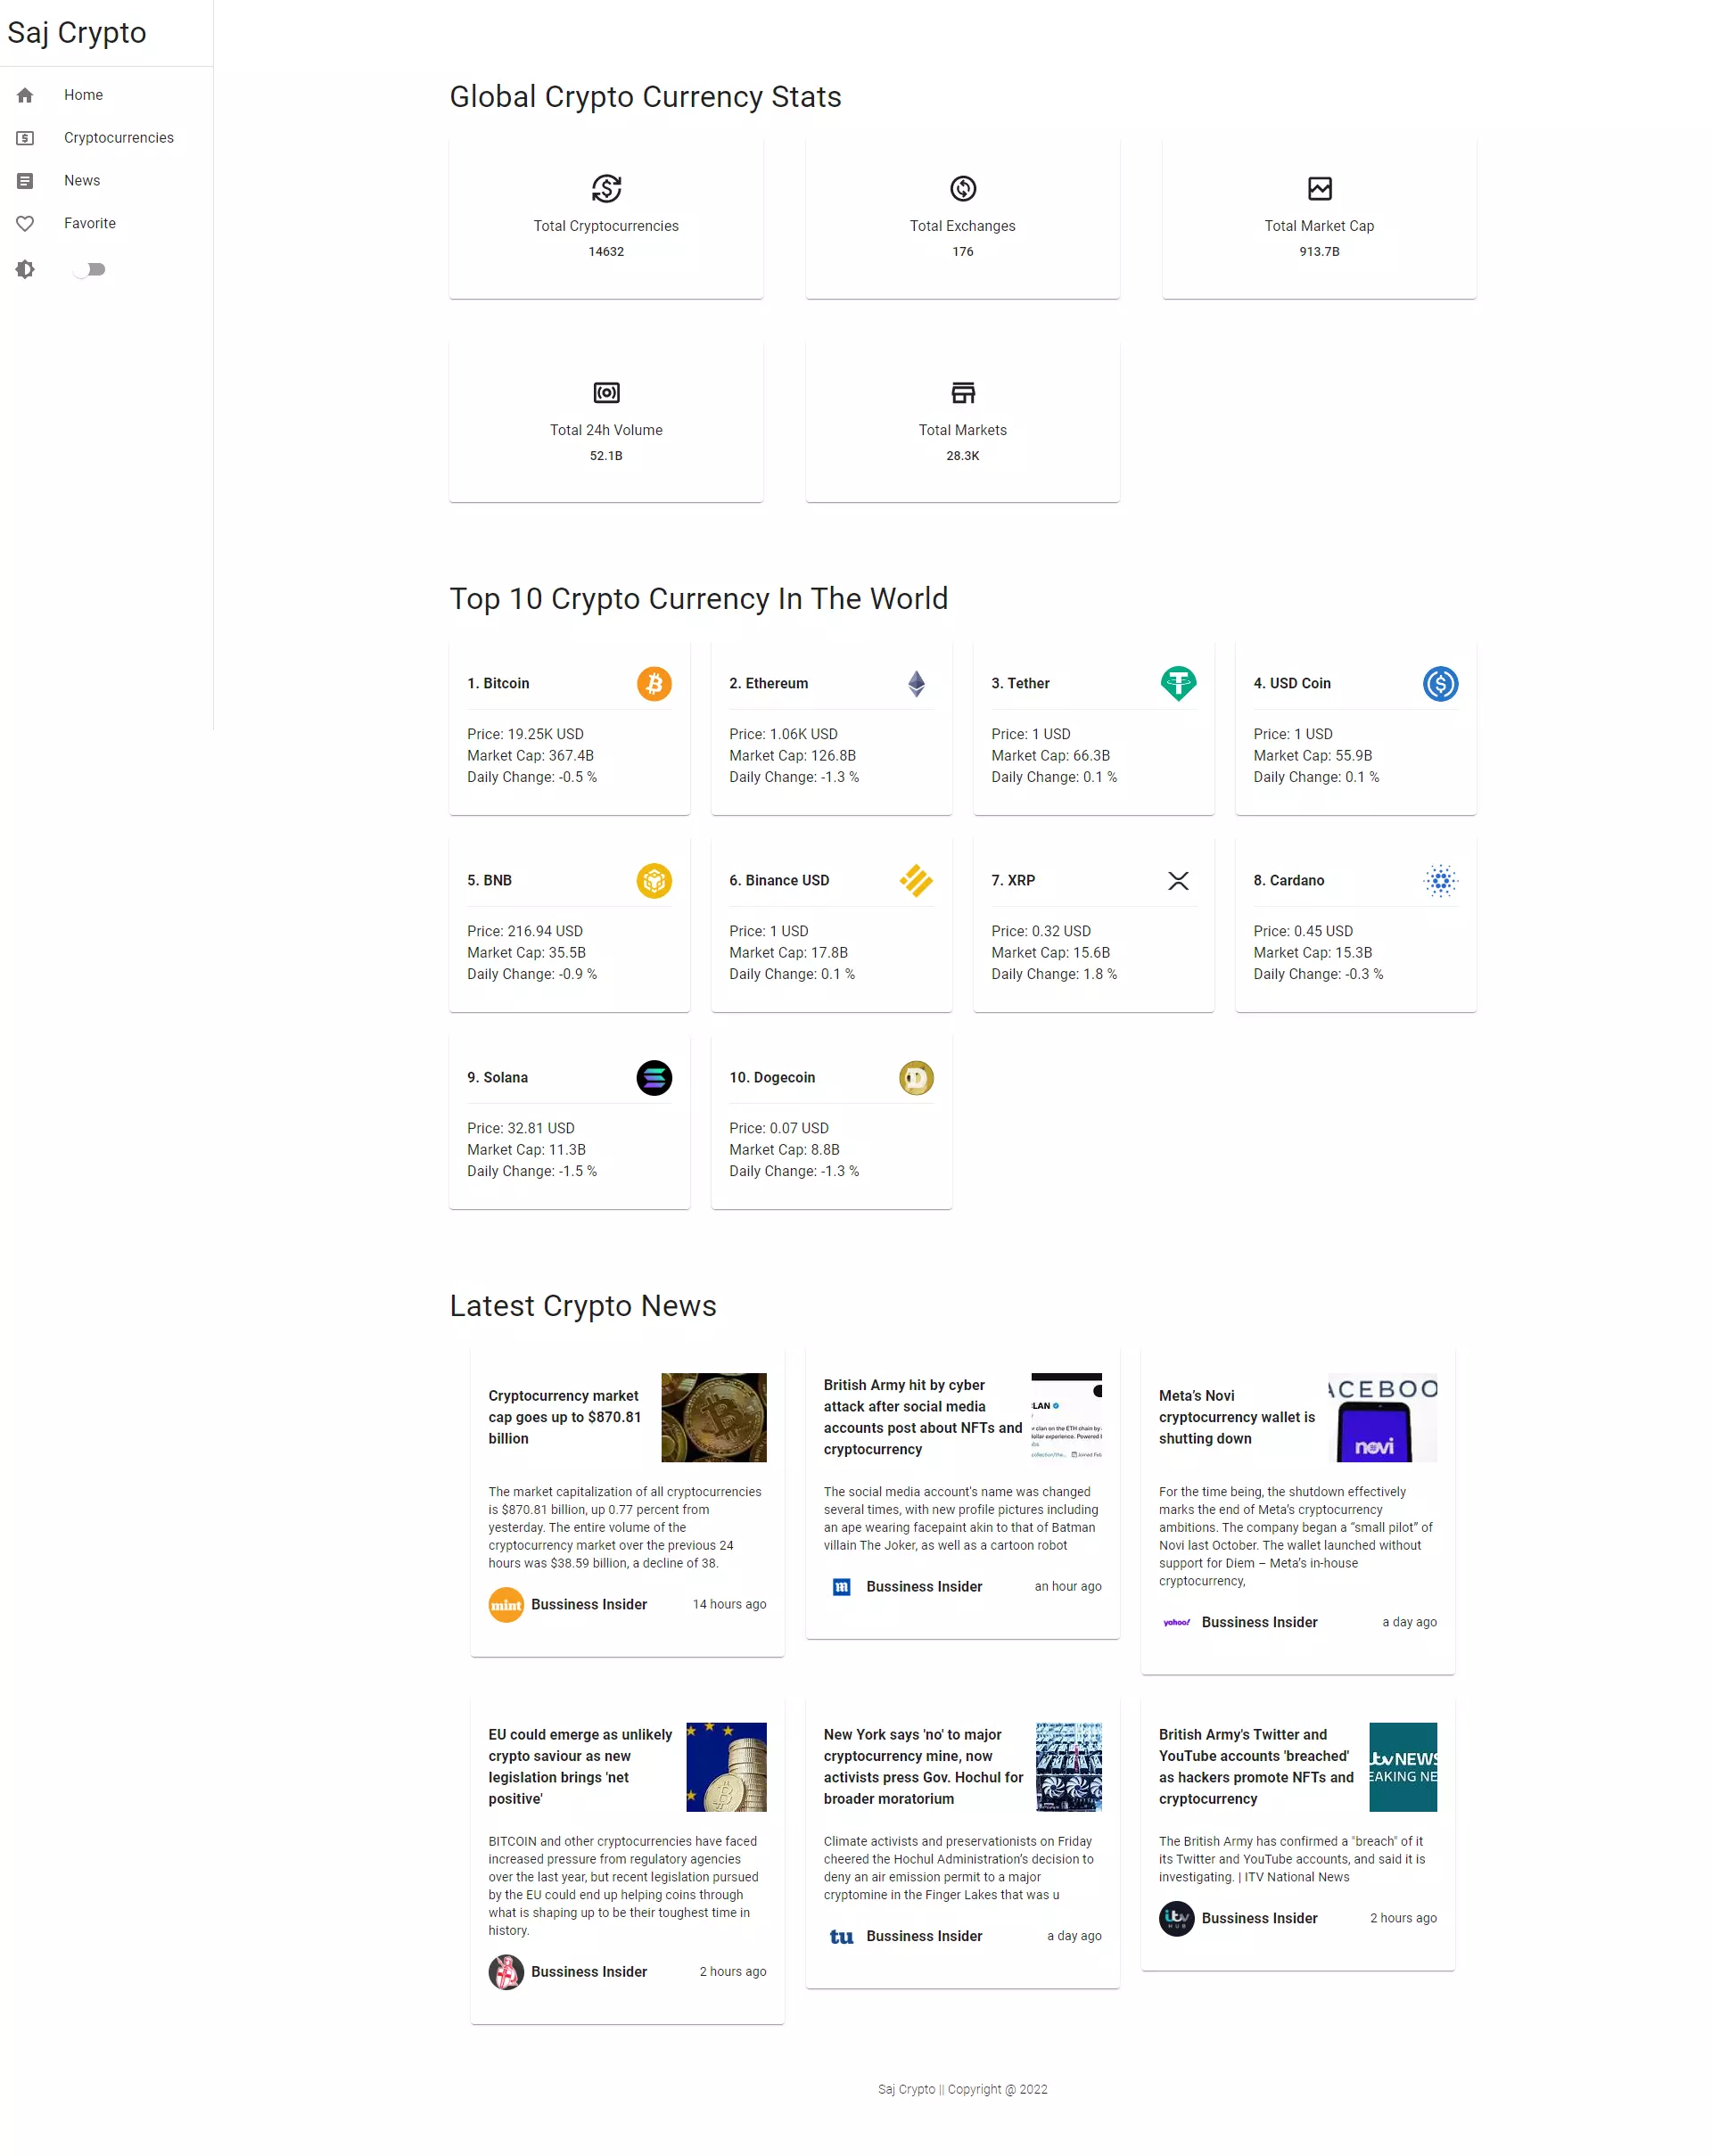 Saj Crypto
Home
Cryptocurrencies
News
Favorite
Global Crypto Currency Stats
Total Cryptocurrencies
14632
Total Exchanges
176
Total Market Cap
913.7B
Total 24h Volume
52.1B
Total Markets
28.3K
Top 10 Crypto Currency In The World
1. Bitcoin
Price: 19.25K USD
Market Cap: 367.4B
Daily Change: -0.5 %
2. Ethereum
Price: 1.06K USD
Market Cap: 126.8B
Daily Change: -1.3 %
3. Tether
Price: 1 USD
Market Cap: 66.3B
Daily Change: 0.1 %
4. USD Coin
Price: 1 USD
Market Cap: 55.9B
Daily Change: 0.1 %
5. BNB
Price: 216.94 USD
Market Cap: 35.5B
Daily Change: -0.9 %
6. Binance USD
Price: 1 USD
Market Cap: 17.8B
Daily Change: 0.1 %
7. XRP
Price: 0.32 USD
Market Cap: 15.6B
Daily Change: 1.8 %
8. Cardano
Price: 0.45 USD
Market Cap: 15.3B
Daily Change: -0.3 %
9. Solana
Price: 32.81 USD
Market Cap: 11.3B
Daily Change: -1.5 %
10. Dogecoin
Price: 0.07 USD
Market Cap: 8.8B
Daily Change: -1.3 %
Latest Crypto News
Cryptocurrency market
cap goes up to $870.81
billion
The market capitalization of all cryptocurrencies
is $870.81 billion, up 0.77 percent from
yesterday. The entire volume of the
cryptocurrency market over the previous 24
hours was $38.59 billion, a decline of 38.
mint
Bussiness Insider
14 hours ago
British Army hit by cyber
attack after social media
accounts post about NFTs and
cryptocurrency
CLAN
r clan on the ETH chain by
dollar experience. Powered b
Joined Feb
The social media account's name was changed
several times, with new profile pictures including
an ape wearing facepaint akin to that of Batman
villain The Joker, as well as a cartoon robot
m
Bussiness Insider
an hour ago
Meta’s Novi
cryptocurrency wallet is
shutting down
ACEBOO
novi
For the time being, the shutdown effectively
marks the end of Meta’s cryptocurrency
ambitions. The company began a “small pilot” of
Novi last October. The wallet launched without
support for Diem – Meta’s in-house
cryptocurrency,
yahoo!
Bussiness Insider
a day ago
EU could emerge as unlikely
crypto saviour as new
legislation brings 'net
positive'
BITCOIN and other cryptocurrencies have faced
increased pressure from regulatory agencies
over the last year, but recent legislation pursued
by the EU could end up helping coins through
what is shaping up to be their toughest time in
history.
Bussiness Insider
2 hours ago
New York says 'no' to major
cryptocurrency mine, now
activists press Gov. Hochul for
broader moratorium
Climate activists and preservationists on Friday
cheered the Hochul Administration’s decision to
deny an air emission permit to a major
cryptomine in the Finger Lakes that was u
tu
Bussiness Insider
a day ago
British Army's Twitter and
YouTube accounts 'breached'
as hackers promote NFTs and
cryptocurrency
itv NEWS
EAKING NE
The British Army has confirmed a "breach" of it
its Twitter and YouTube accounts, and said it is
investigating. | ITV National News
itv
HUB
Bussiness Insider
2 hours ago
Saj Crypto || Copyright @ 2022